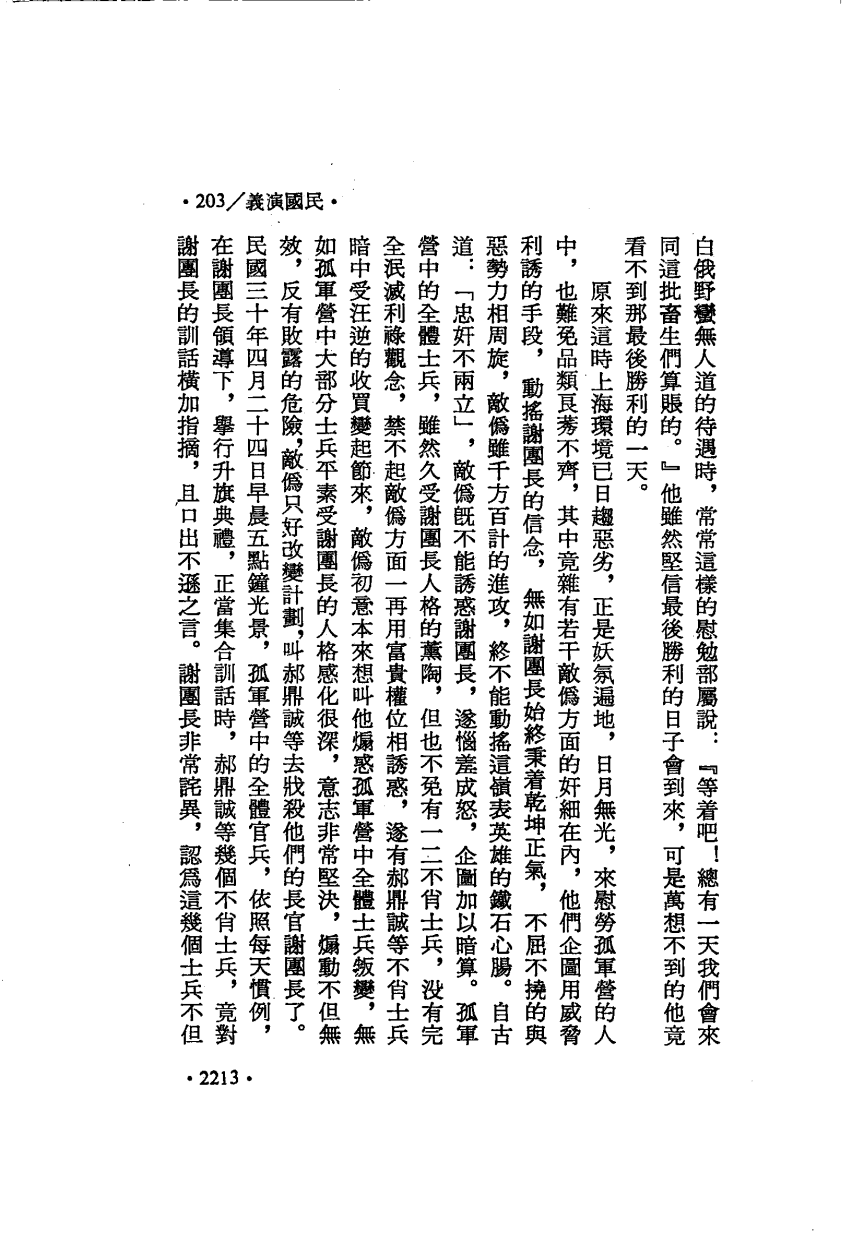 •203／義演國民•
白俄野蠻無人道的待遇時，常常這樣的慰勉部屬說：『等着吧！總有一天我們會來
同這批畜生們算賬的。』他雖然堅信最後勝利的日子會到來，可是萬想不到的他竟
看不到那最後勝利的一天。
原來這時上海環境已日趨惡劣，正是妖氛遍地，日月無光，來慰勞孤軍營的人
中，也難免品類良莠不齊，其中竟雜有若干敵僞方面的奸細在內，他們企圖用威脅
利誘的手段，動搖謝團長的信念，無如謝團長始終秉着乾坤正氣，不屈不撓的與
惡勢力相周旋，敵僞雖千方百計的進攻，終不能動搖這嶺表英雄的鐵石心腸。自古
道：「忠奸不兩立」，敵僞旣不能誘惑謝團長，遂惱羞成怒，企圖加以暗算。孤軍
營中的全體士兵，雖然久受謝團長人格的薰陶，但也不免有一二不肖士兵，沒有完
全泯滅利祿觀念，禁不起敵僞方面一再用富貴權位相誘惑，遂有郝鼎誠等不肖士兵
暗中受汪逆的收買變起節來，敵僞初意本來想叫他煽惑孤軍營中全體士兵叛變，無
如孤軍營中大部分士兵平素受謝團長的人格感化很深，意志非常堅決，煽動不但無
效，反有敗露的危險，敵僞只好改變計劃，叫郝鼎誠等去戕殺他們的長官謝團長了。
民國三十年四月二十四日早晨五點鐘光景，孤軍營中的全體官兵，依照每天慣例，
在謝團長領導下，舉行升旗典禮，正當集合訓話時，郝鼎誠等幾個不肖士兵，竟對
謝團長的訓話橫加指摘，且口出不遜之言。謝團長非常詫異，認爲這幾個士兵不但
•2213•